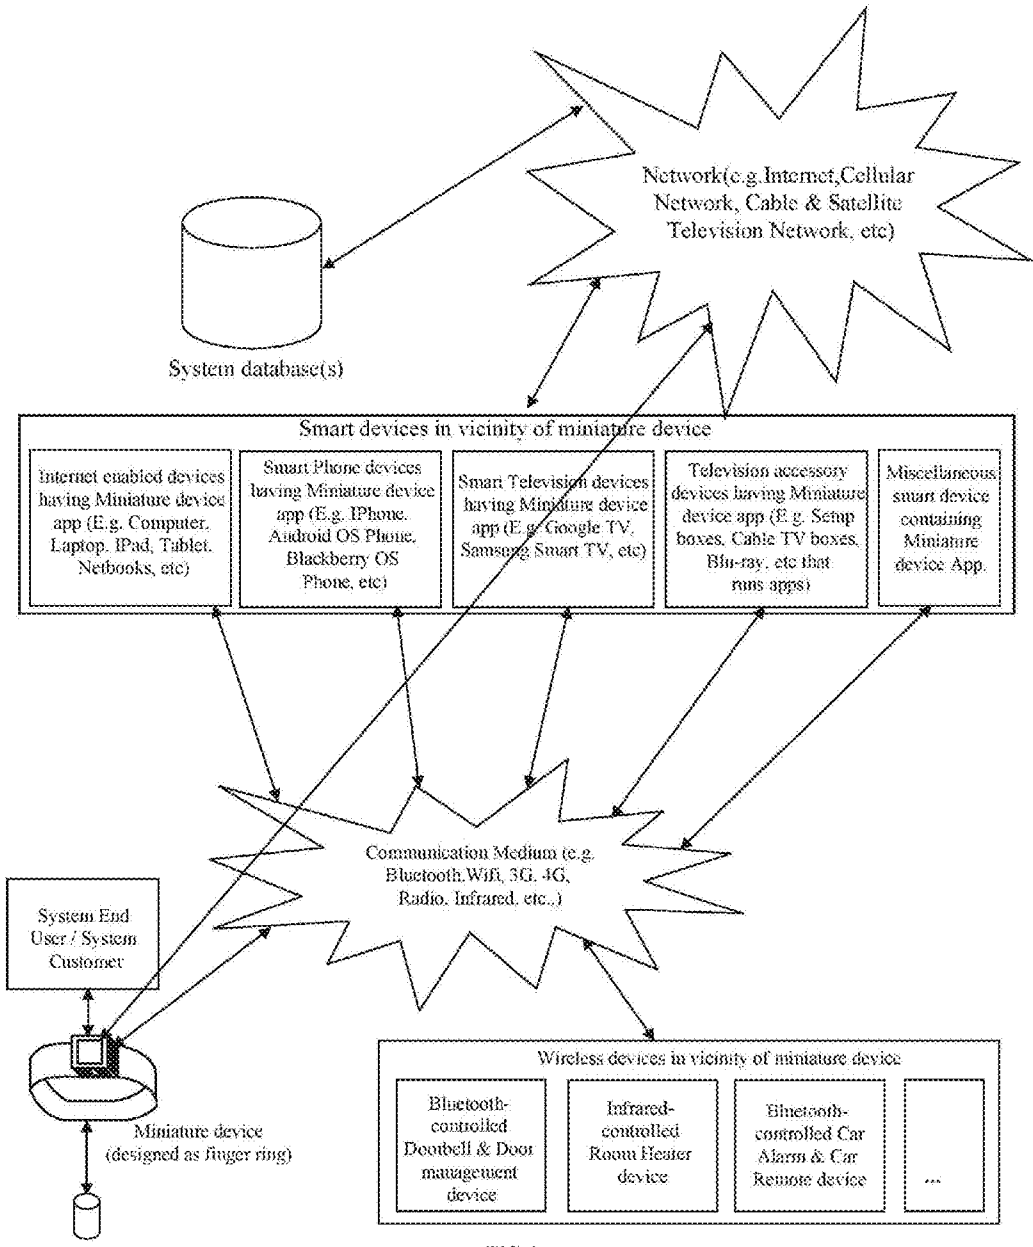 Network(e.g.Internet,Cellular
Network, Cable & Satellite
Television Network, etc)
System database(s)
Smart devices in vicinity of miniature device
Internet enabled devices
having Miniature device
app (E.g. Computer,
Laptop, IPad, Tablet,
Netbooks, etc)
Smart Phone devices
having Miniature device
app (E.g. IPhone,
Android OS Phone,
Blackberry OS
Phone, etc)
Smart Television devices
having Miniature device
app (E.g. Google TV,
Samsung Smart TV, etc)
Television accessory
devices having Miniature
device app (E.g. Setup
boxes, Cable TV boxes,
Blu-ray, etc that
runs apps)
Miscellaneous
smart device
containing
Miniature
device App.
Communication Medium (e.g.
Bluetooth,Wifi, 3G, 4G,
Radio, Infrared, etc.,)
System End
User / System
Customer
Miniature device
(designed as finger ring)
Wireless devices in vicinity of miniature device
Bluetooth-
controlled
Doorbell & Door
management
device
Infrared-
controlled
Room Heater
device
Bluetooth-
controlled Car
Alarm & Car
Remote device
...